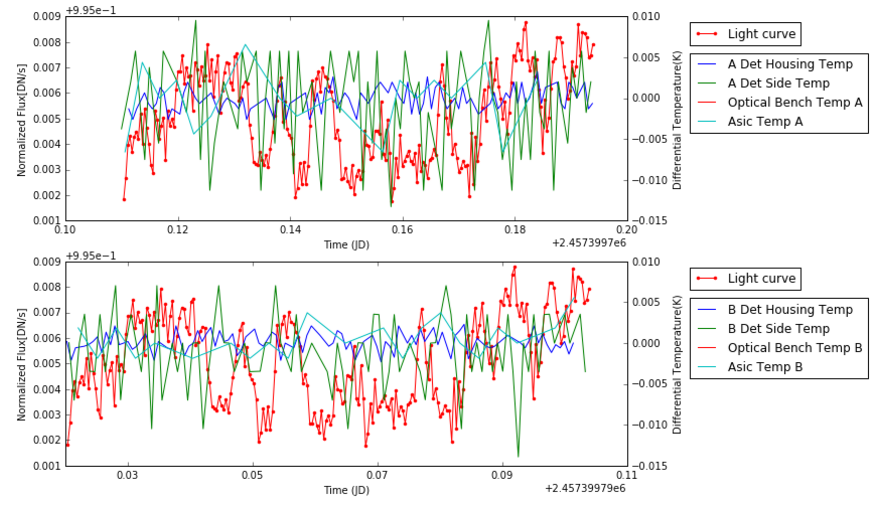 +9.95e−1
0.009
0.008
0.007
0.006
0.005
0.004
0.003
0.002
0.001
Normalized Flux[DN/s]
0.010
0.005
0.000
−0.005
−0.010
−0.015
Differential Temperature(K)
0.10 0.12 0.14 0.16 0.18 0.20
Time (JD)
+2.4573997e6
Light curve
A Det Housing Temp
A Det Side Temp
Optical Bench Temp A
Asic Temp A
+9.95e−1
0.009
0.008
0.007
0.006
0.005
0.004
0.003
0.002
0.001
Normalized Flux[DN/s]
0.010
0.005
0.000
−0.005
−0.010
−0.015
Differential Temperature(K)
0.03 0.05 0.07 0.09 0.11
Time (JD)
+2.45739979e6
Light curve
B Det Housing Temp
B Det Side Temp
Optical Bench Temp B
Asic Temp B